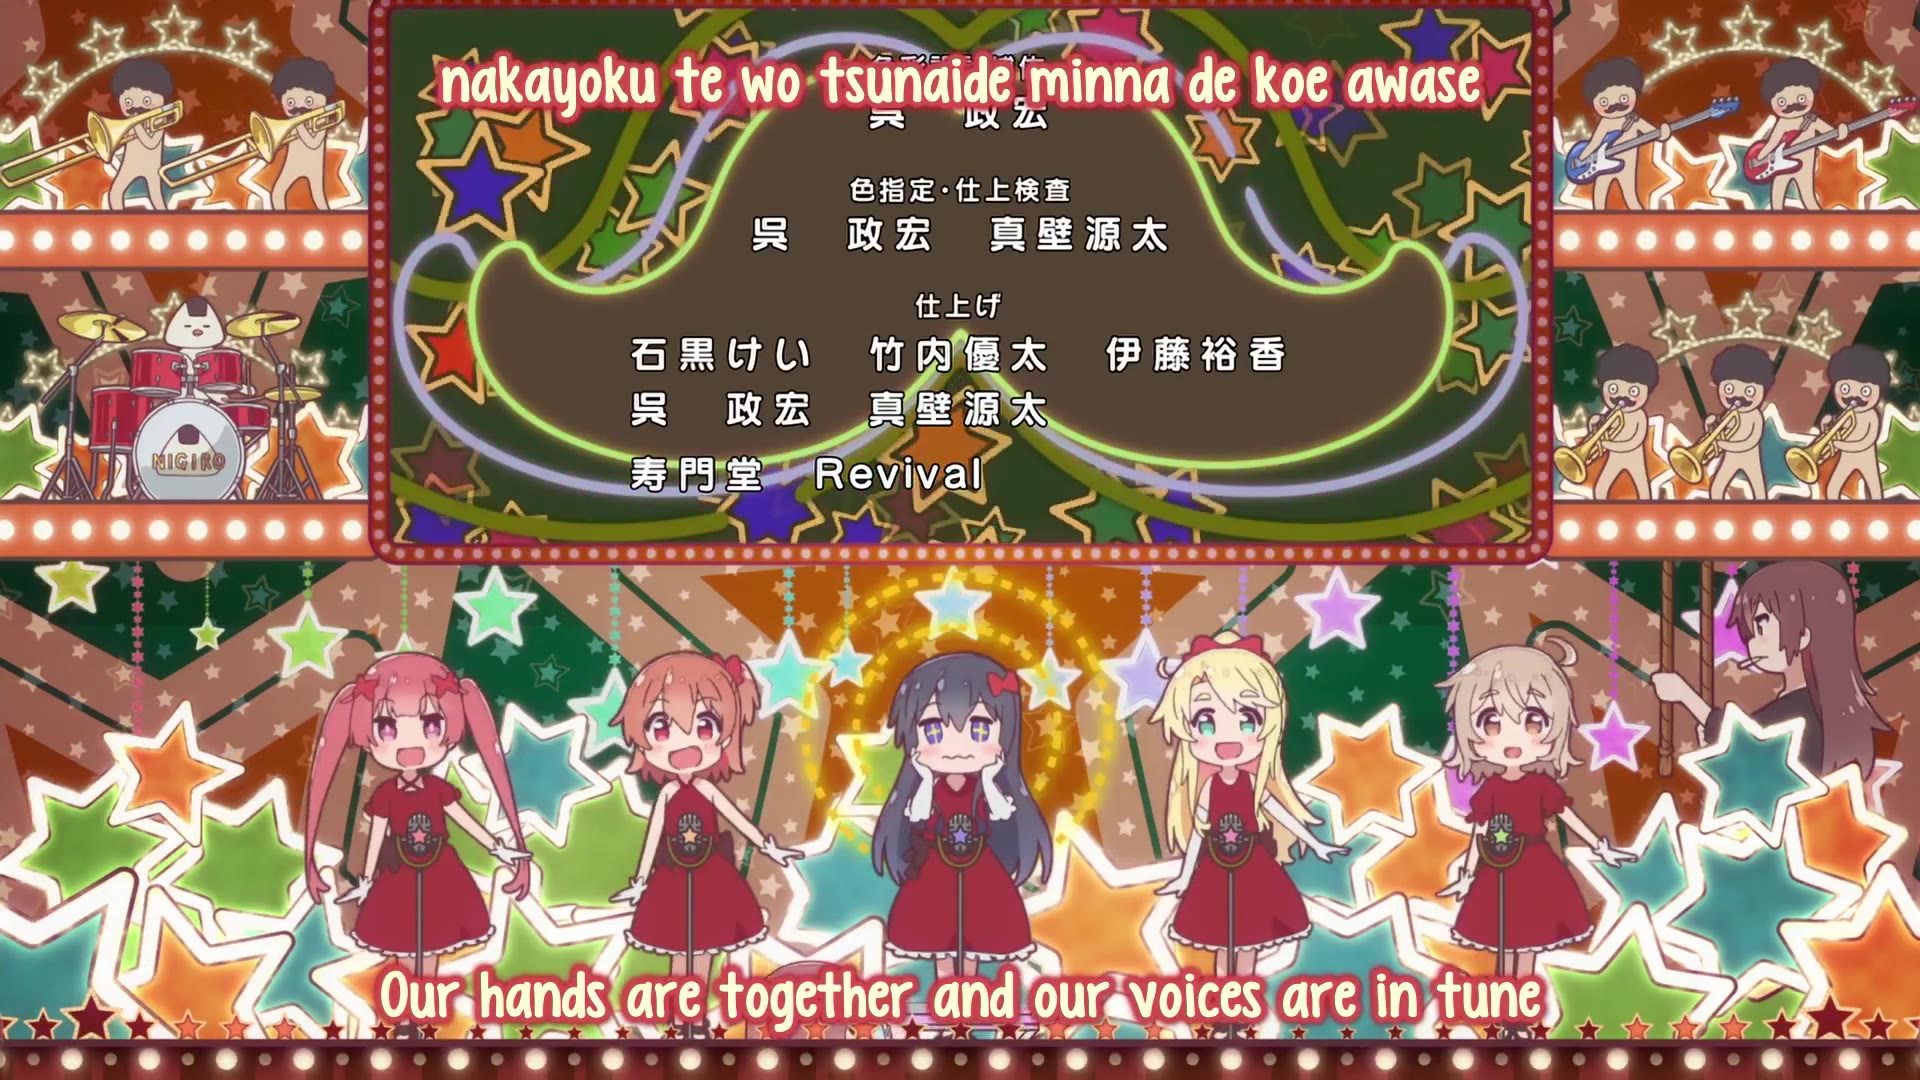 nakayoku te wo tsunaide minna de koe awase
呉 政宏
色指定・仕上検査
呉 政宏 真壁源太
仕上げ
石黒けい 竹内優太 伊藤裕香
呉 政宏 真壁源太
寿門堂 Revival
NIGIRO
Our hands are together and our voices are in tune